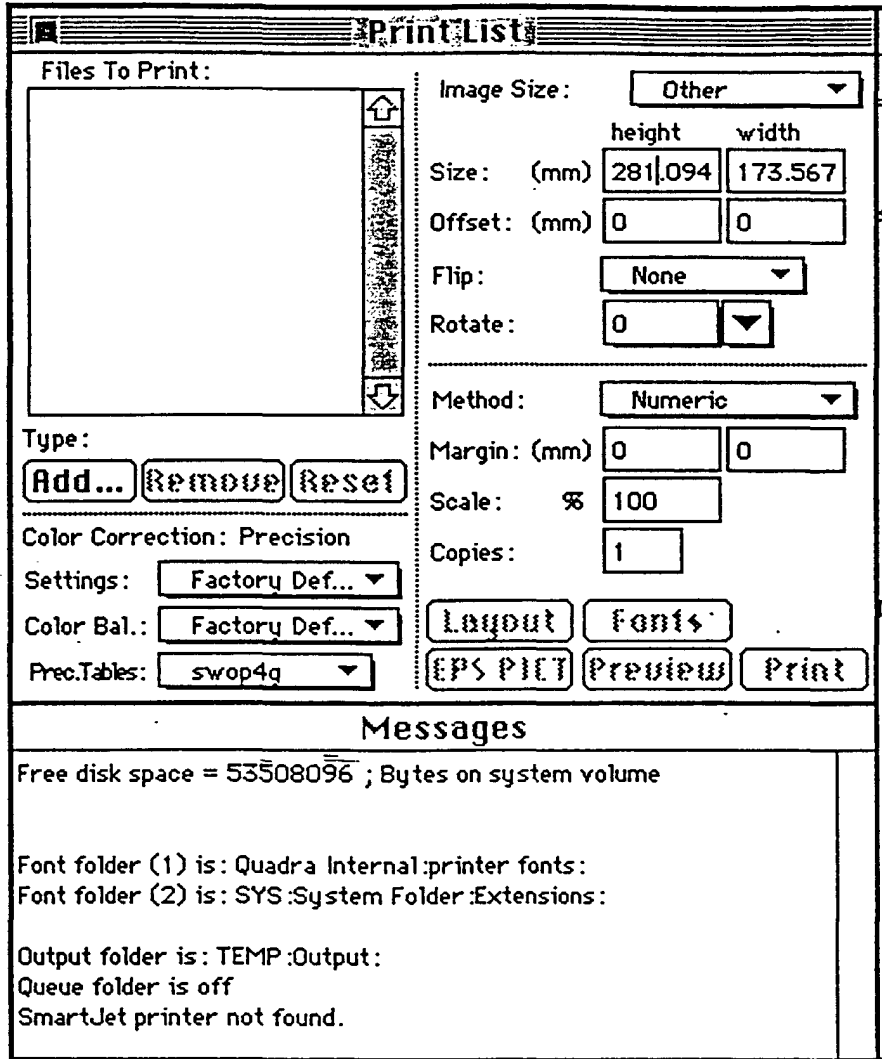 Print List
Files To Print:
Type:
Add... Remove Reset
Color Correction: Precision
Settings: Factory Def...
Color Bal.: Factory Def...
Prec.Tables: swop4q
Image Size: Other
height width
Size: (mm) 281.094 173.567
Offset: (mm) 0 0
Flip: None
Rotate: 0
Method: Numeric
Margin: (mm) 0 0
Scale: % 100
Copies: 1
Layout Fonts
EPS PICT Preview Print
Messages
Free disk space = 53508096 ; Bytes on system volume
Font folder (1) is: Quadra Internal:printer fonts:
Font folder (2) is: SYS:System Folder:Extensions:
Output folder is: TEMP:Output:
Queue folder is off
SmartJet printer not found.